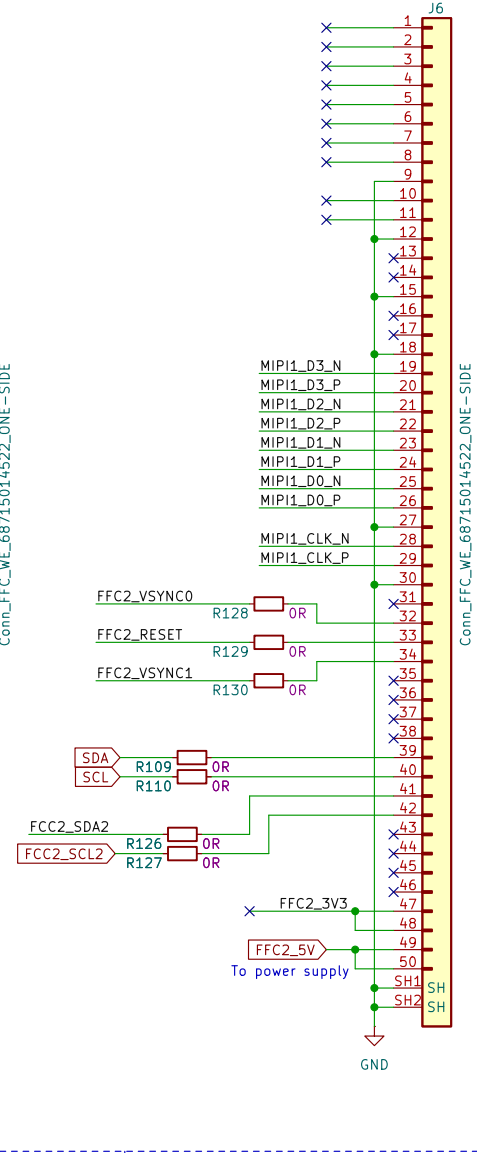 J6
1
2
3
4
5
6
7
8
9
10
11
12
13
14
15
16
17
18
MIPI1_D3_N 19
MIPI1_D3_P 20
MIPI1_D2_N 21
MIPI1_D2_P 22
MIPI1_D1_N 23
MIPI1_D1_P 24
MIPI1_D0_N 25
MIPI1_D0_P 26
27
MIPI1_CLK_N 28
MIPI1_CLK_P 29
30
31
FFC2_VSYNC0 32
R128 0R
FFC2_RESET 33
R129 0R
34
FFC2_VSYNC1 35
R130 0R
36
37
38
SDA 39
R109 0R
SCL 40
R110 0R
41
42
FCC2_SDA2 43
R126 0R
FCC2_SCL2 44
R127 0R
45
46
FFC2_3V3 47
48
FFC2_5V 49
To power supply 50
SH1 SH
SH2 SH
GND
Conn_FFC_WE_68715014522_ONE-SIDE
Conn_FFC_WE_68715014522_ONE-SIDE